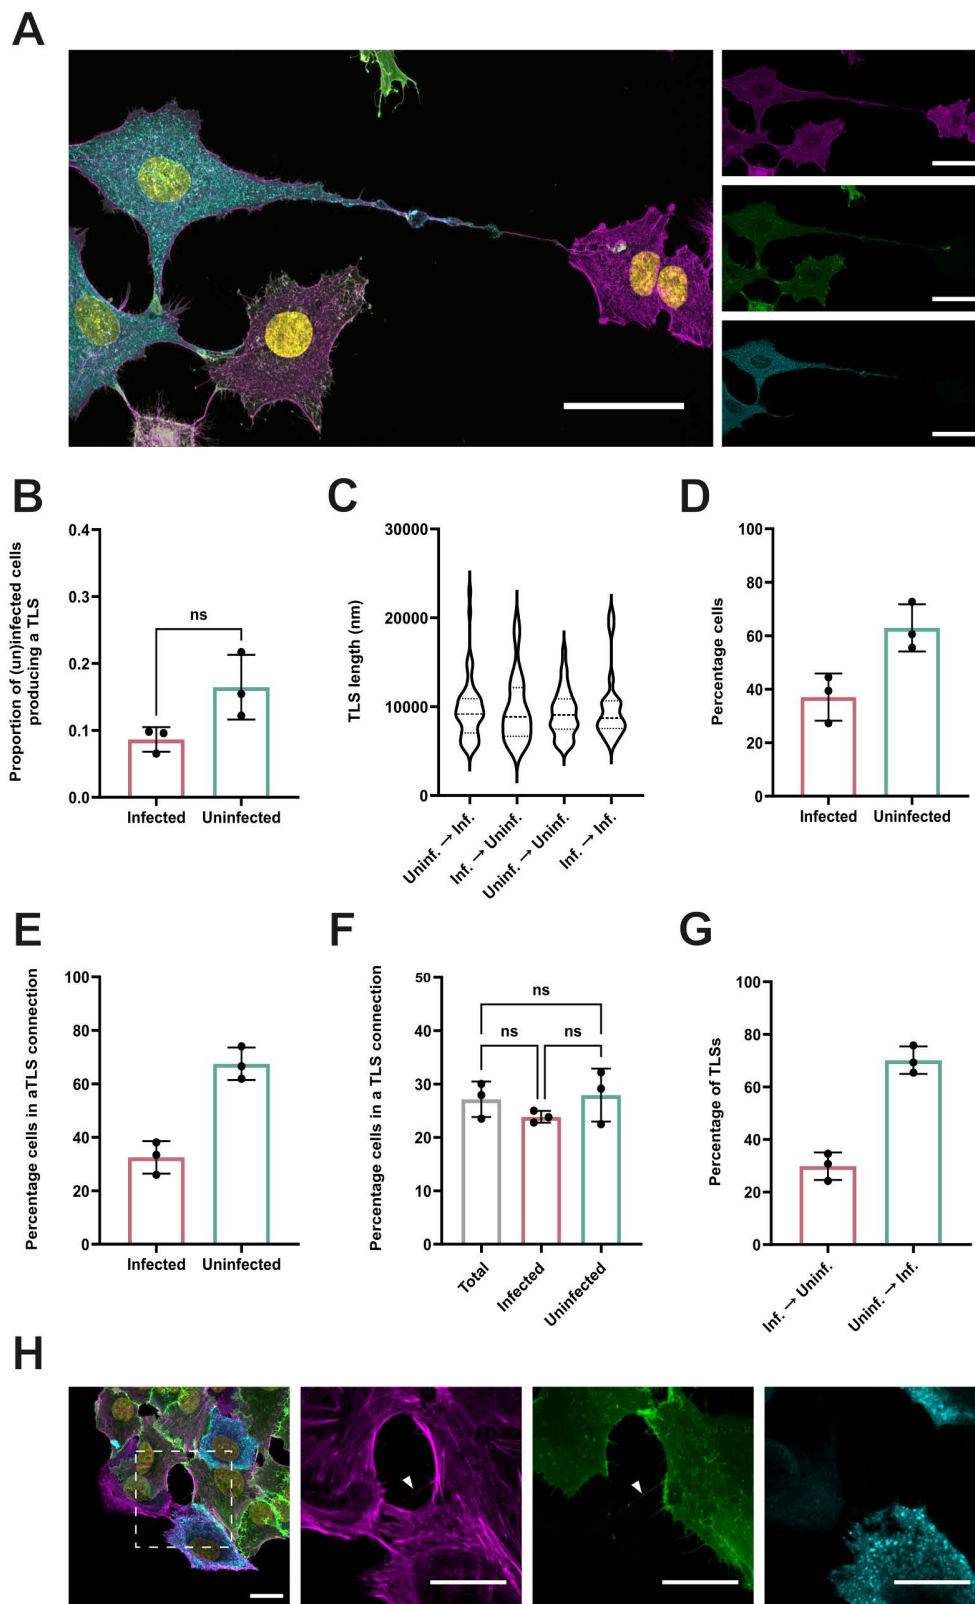 A
B
Proportion of (un)infected cells
producing a TLS
0.4
0.3
0.2
0.1
0.0
ns
Infected
Uninfected
C
TLS length (nm)
30000
20000
10000
0
Uninf. → Inf.
Inf. → Uninf.
Uninf. → Uninf.
Inf. → Inf.
D
Percentage cells
100
80
60
40
20
0
Infected
Uninfected
E
Percentage cells in aTLS connection
100
80
60
40
20
0
Infected
Uninfected
F
Percentage cells in a TLS connection
50
40
30
20
10
0
ns
ns
ns
Total
Infected
Uninfected
G
Percentage of TLSs
100
80
60
40
20
0
Inf. → Uninf.
Uninf. → Inf.
H